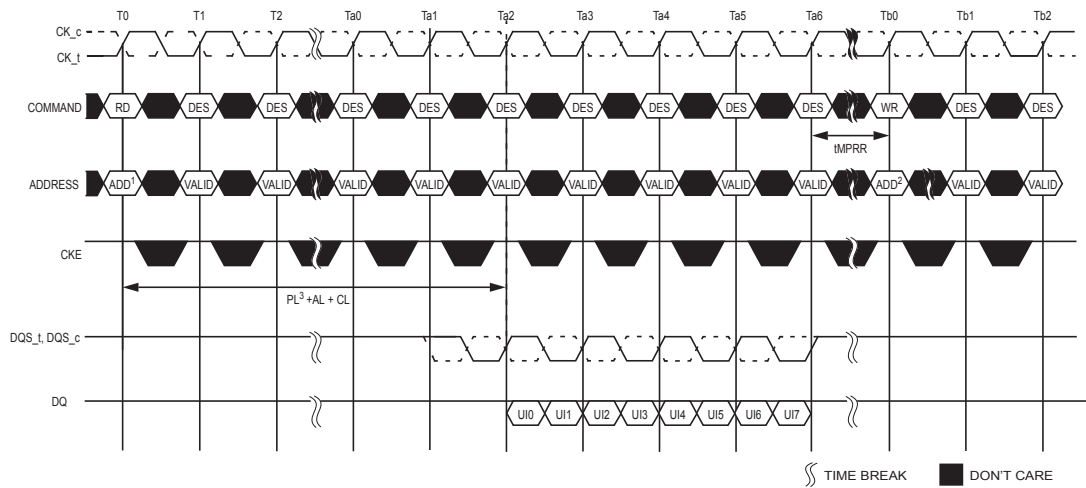 T0 T1 T2 Ta0 Ta1 Ta2 Ta3 Ta4 Ta5 Ta6 Tb0 Tb1 Tb2
CK_c
CK_t
COMMAND RD DES DES DES DES DES DES DES DES DES WR DES DES
tMPRR
ADDRESS ADD¹ VALID VALID VALID VALID VALID VALID VALID VALID VALID ADD² VALID VALID
CKE
PL³ +AL + CL
DQS_t, DQS_c
DQ UI0 UI1 UI2 UI3 UI4 UI5 UI6 UI7
TIME BREAK DON'T CARE